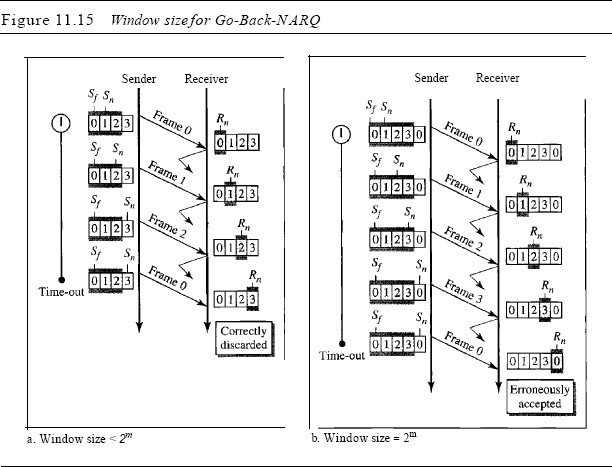 Figure 11.15 Window size for Go-Back-NARQ
Sender Receiver
Sf Sn
0 1 2 3
Frame 0
Rn
0 1 2 3
Sf Sn
0 1 2 3
Frame 1
Rn
0 1 2 3
Sf Sn
0 1 2 3
Frame 2
Rn
0 1 2 3
Sf Sn
0 1 2 3
Frame 0
Rn
0 1 2 3
Time-out
Correctly
discarded
a. Window size < 2m
Sender Receiver
Sf Sn
0 1 2 3 0
Frame 0
Rn
0 1 2 3 0
Sf Sn
0 1 2 3 0
Frame 1
Rn
0 1 2 3 0
Sf Sn
0 1 2 3 0
Frame 2
Rn
0 1 2 3 0
Sf Sn
0 1 2 3 0
Frame 3
Rn
0 1 2 3 0
Sf Sn
0 1 2 3 0
Frame 0
Rn
0 1 2 3 0
Time-out
Erroneously
accepted
b. Window size = 2m